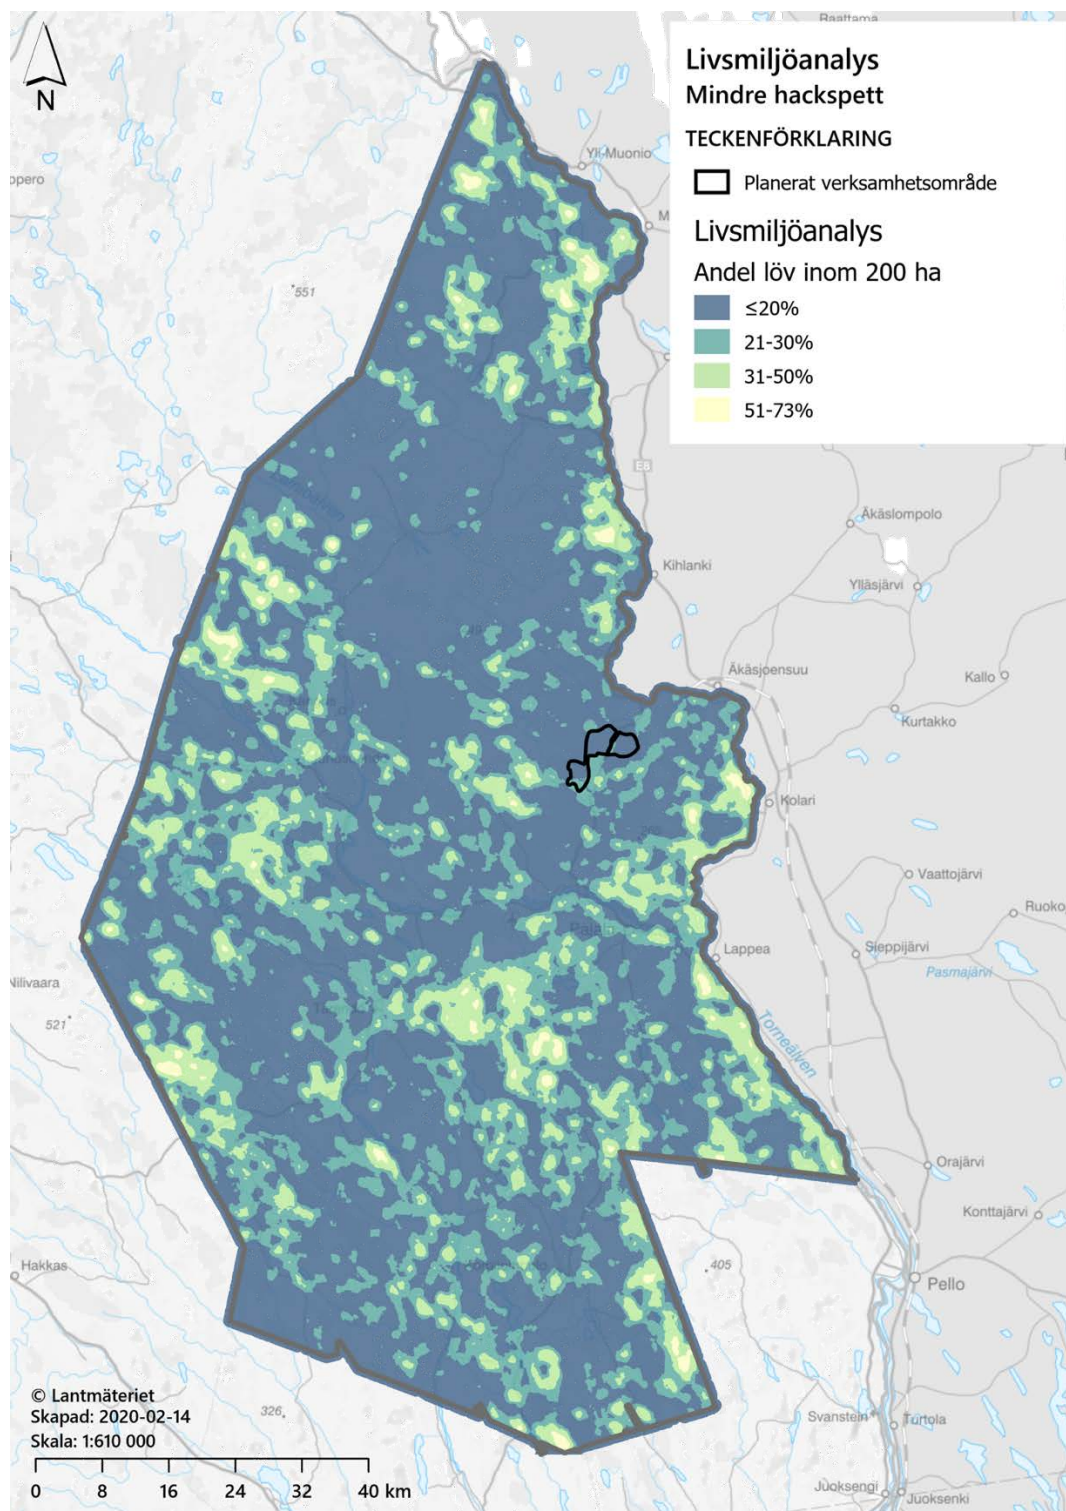 N
Livsmiljöanalys
Mindre hackspett
TECKENFÖRKLARING
Planerat verksamhetsområde
Livsmiljöanalys
Andel löv inom 200 ha
≤20%
21-30%
31-50%
51-73%
Raattama
Yli-Muonio
M
ppero
551
E8
Äkäslompolo
Kihlanki
Ylläsjärvi
Äkäsjoensuu
Kallo
Kurtakko
Kolari
Vaattojärvi
Ruoko
Lappea
Sieppijärvi
Pasmajärvi
Nilivaara
521
Torneälven
Orajärvi
Konttajärvi
Hakkas
405
Pello
326
Svanstein
Turtola
Juoksengi
Juoksenki
© Lantmäteriet
Skapad: 2020-02-14
Skala: 1:610 000
0 8 16 24 32 40 km